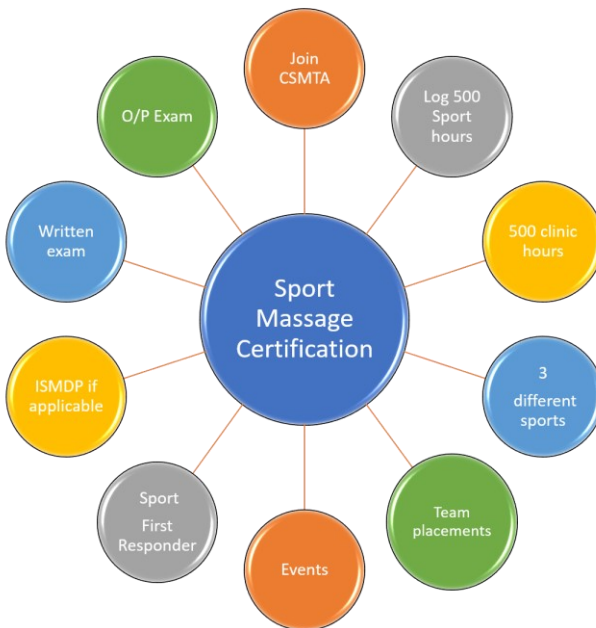 Join
CSMTA
Log 500
Sport
hours
500 clinic
hours
3
different
sports
Team
placements
Events
Sport
First
Responder
ISMDP if
applicable
Written
exam
O/P Exam
Sport
Massage
Certification